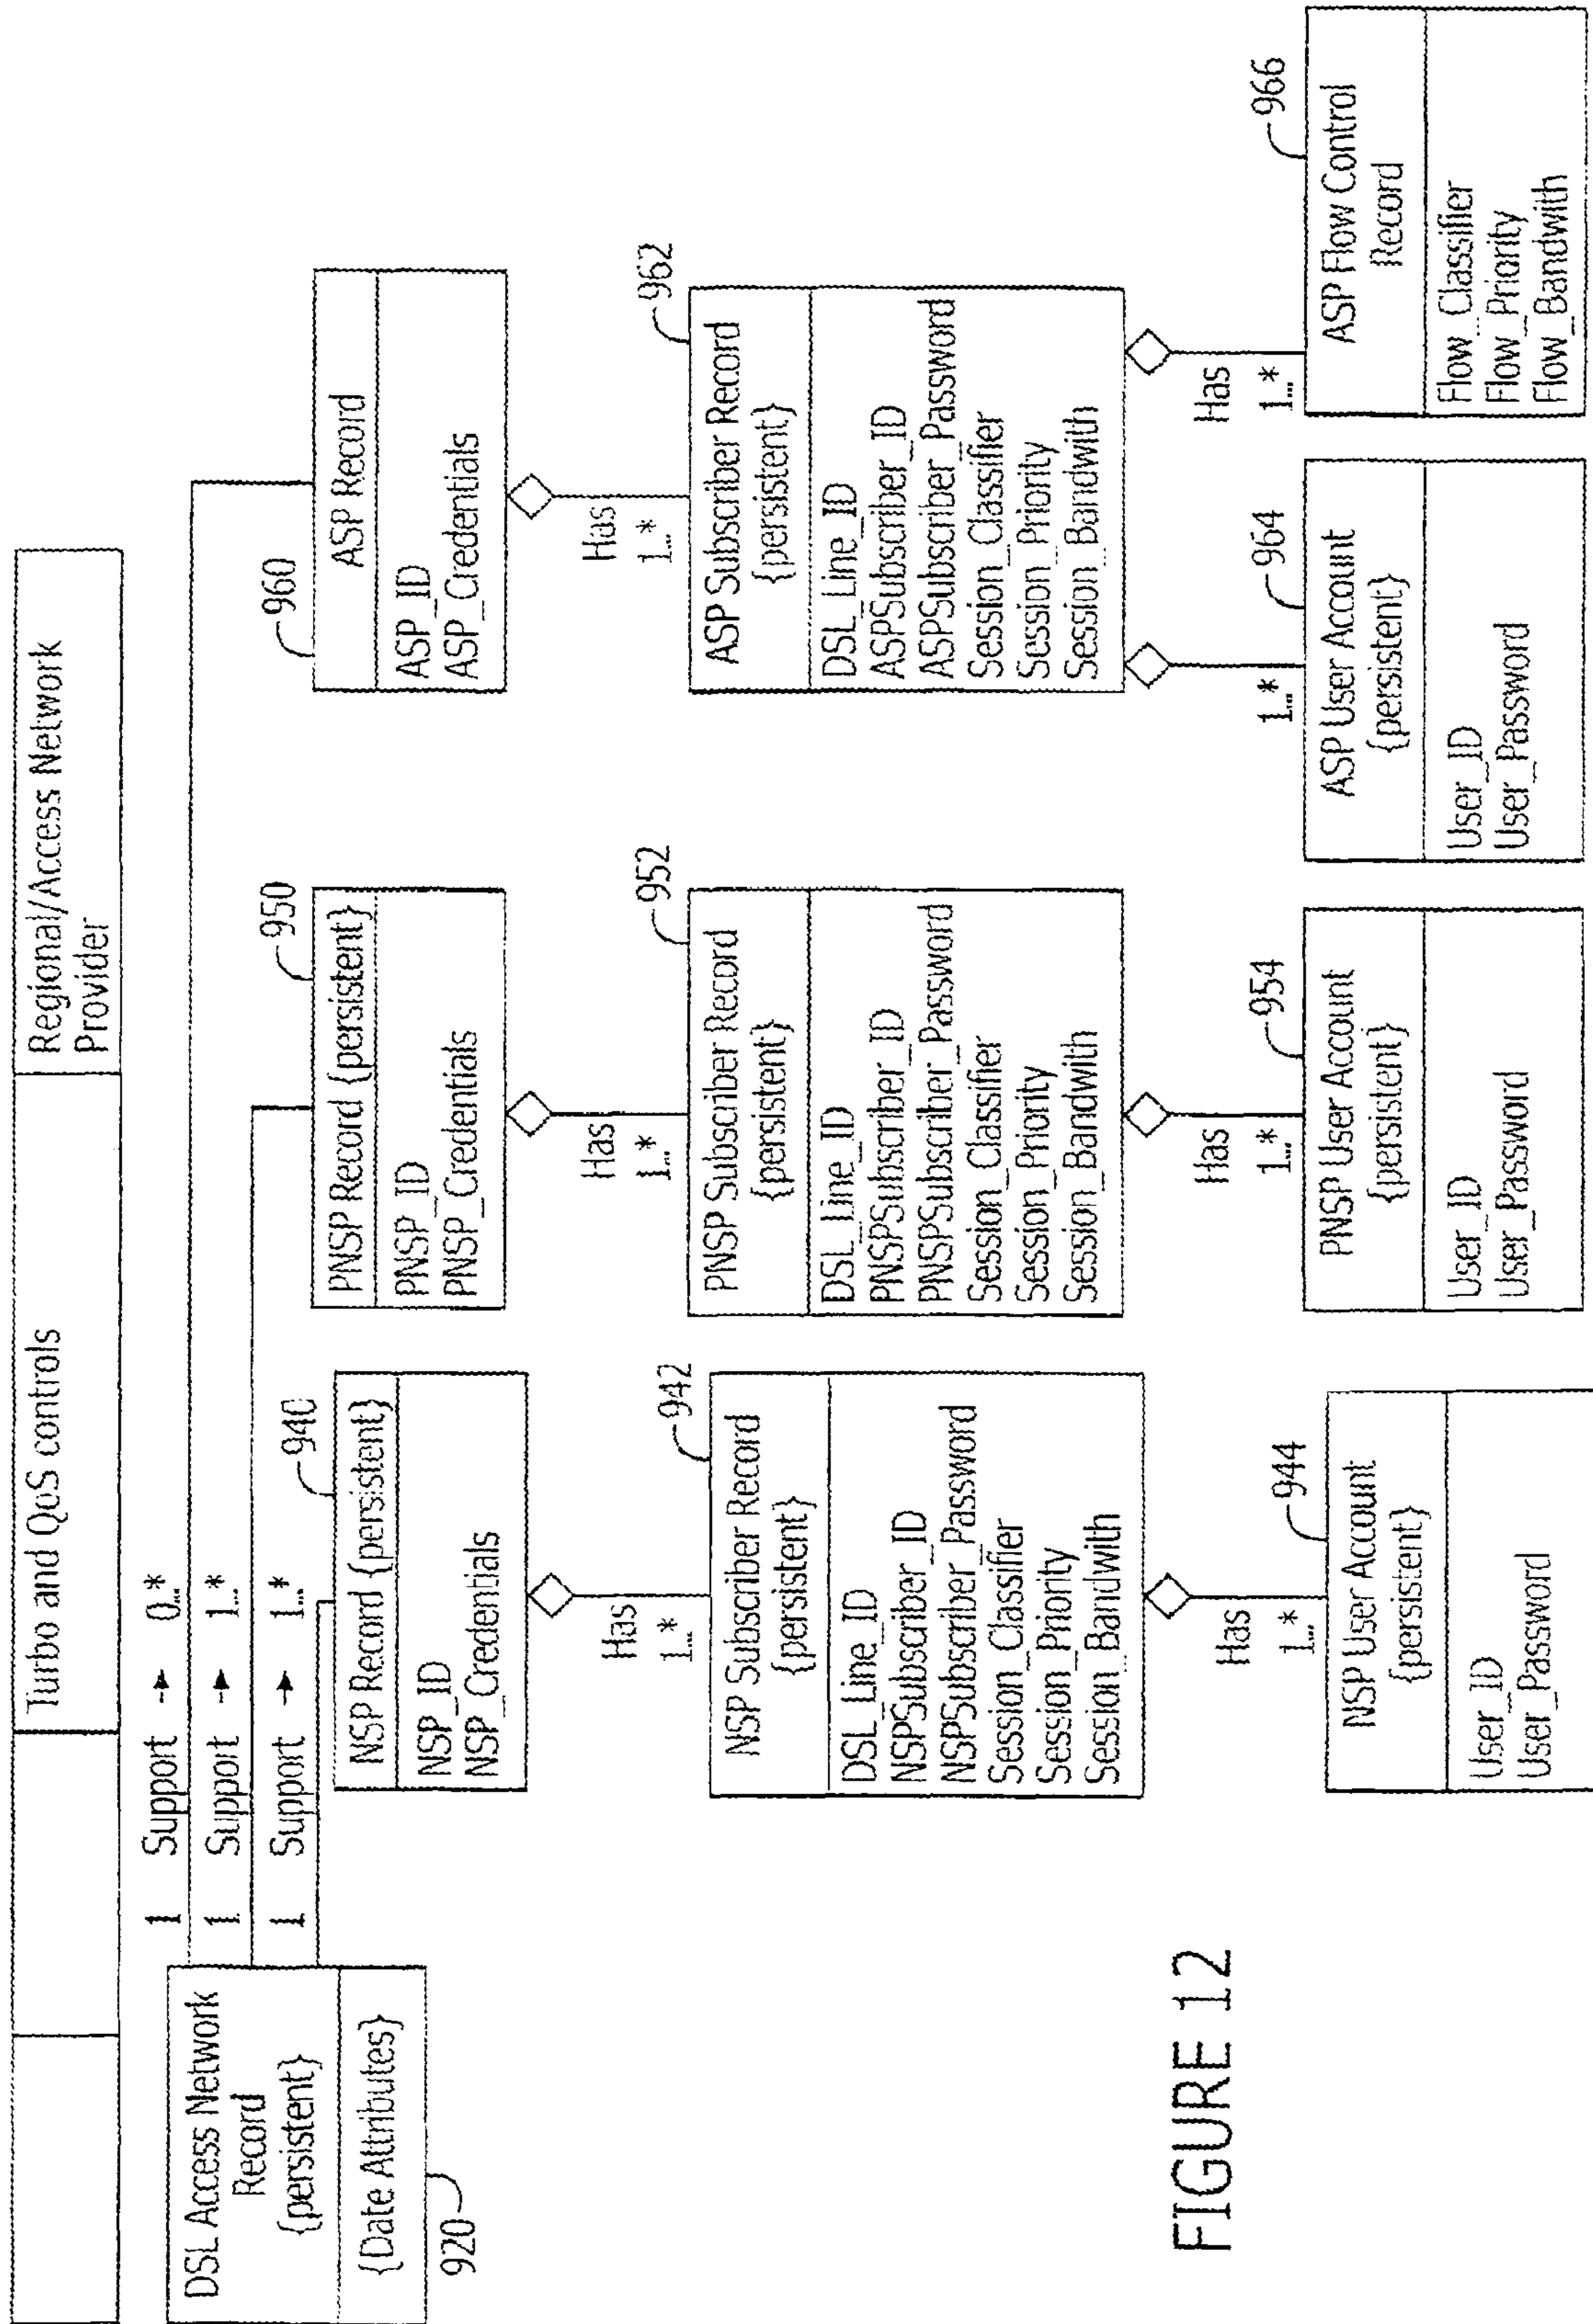 Turbo and QoS controls
Regional/Access Network
Provider
DSL Access Network
Record
{persistent}
{Date Attributes}
920
1 Support → 0..*
1 Support → 1..*
1 Support → 1..*
940
NSP Record {persistent}
NSP_ID
NSP_Credentials
Has
1..*
942
NSP Subscriber Record
{persistent}
DSL_Line_ID
NSPSubscriber_ID
NSPSubscriber_Password
Session_Classifier
Session_Priority
Session_Bandwith
Has
1..*
944
NSP User Account
{persistent}
User_ID
User_Password
950
PNSP Record {persistent}
PNSP_ID
PNSP_Credentials
Has
1..*
952
PNSP Subscriber Record
{persistent}
DSL_Line_ID
PNSPSubscriber_ID
PNSPSubscriber_Password
Session_Classifier
Session_Priority
Session_Bandwith
Has
1..*
954
PNSP User Account
{persistent}
User_ID
User_Password
960
ASP Record
ASP_ID
ASP_Credentials
Has
1..*
962
ASP Subscriber Record
{persistent}
DSL_Line_ID
ASPSubscriber_ID
ASPSubscriber_Password
Session_Classifier
Session_Priority
Session_Bandwith
1..*
964
ASP User Account
{persistent}
User_ID
User_Password
Has
1..*
966
ASP Flow Control
Record
Flow_Classifier
Flow_Priority
Flow_Bandwith
FIGURE 12